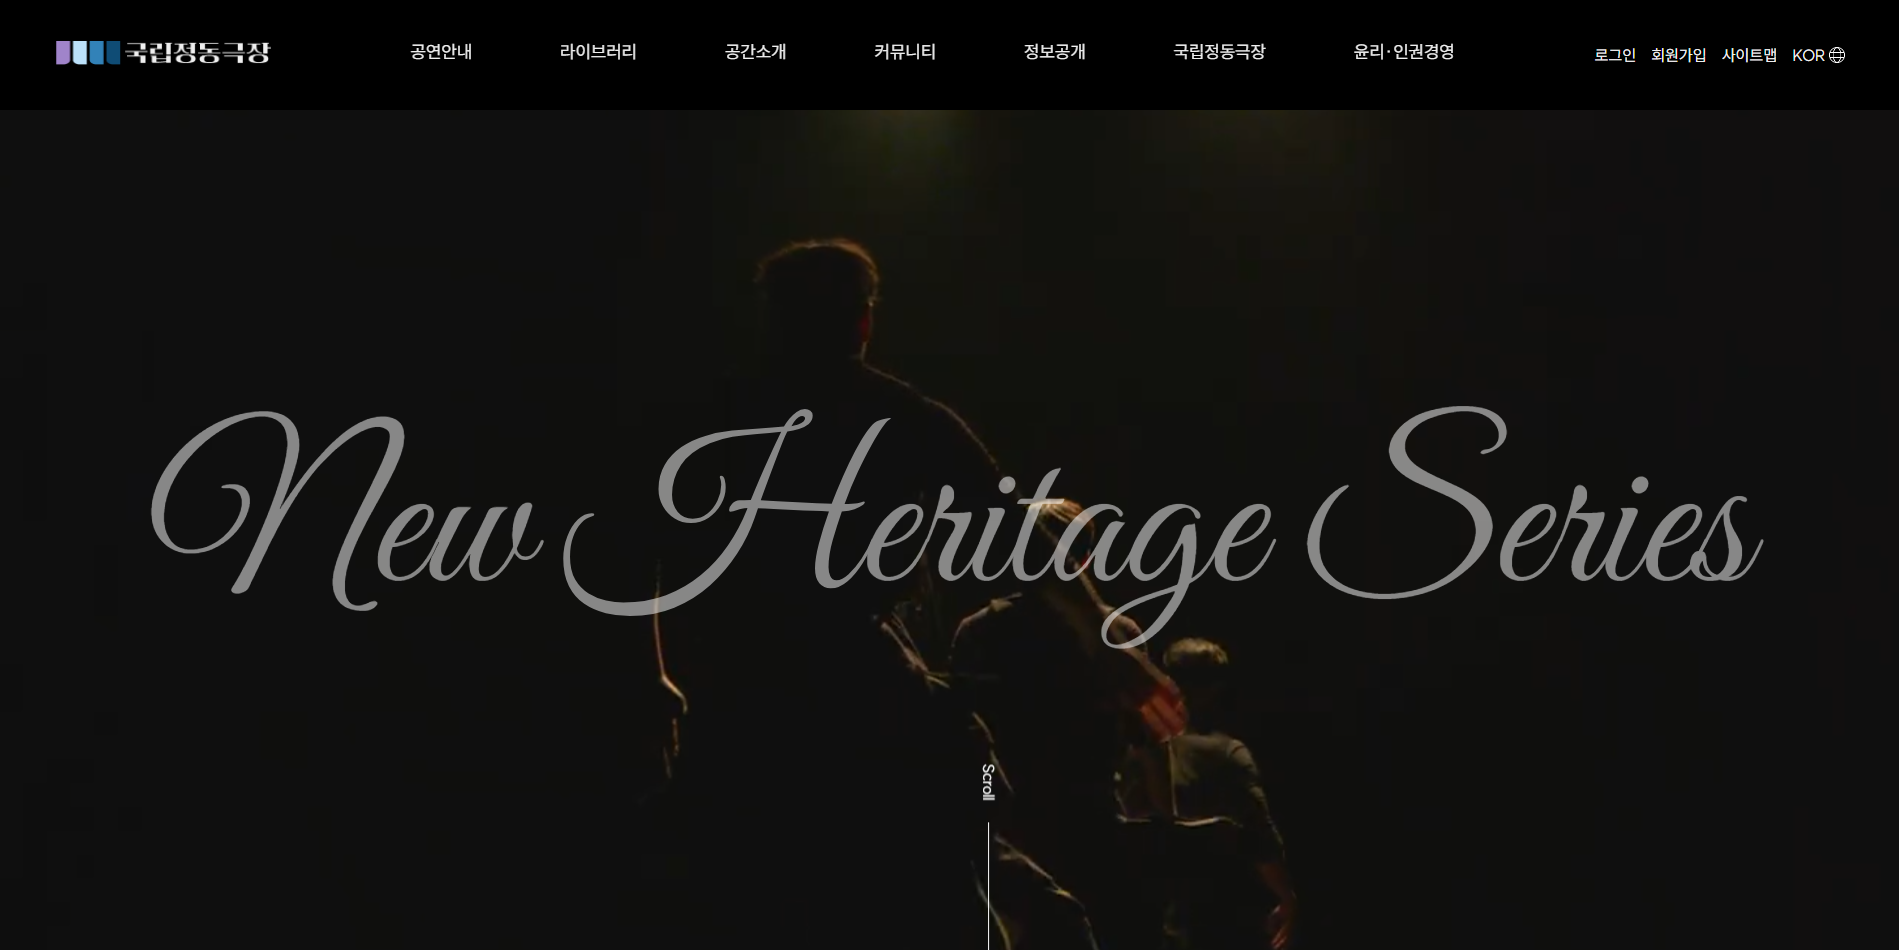 국립정동극장
공연안내 라이브러리 공간소개 커뮤니티 정보공개 국립정동극장 윤리·인권경영
로그인 회원가입 사이트맵 KOR
New Heritage Series
Scroll